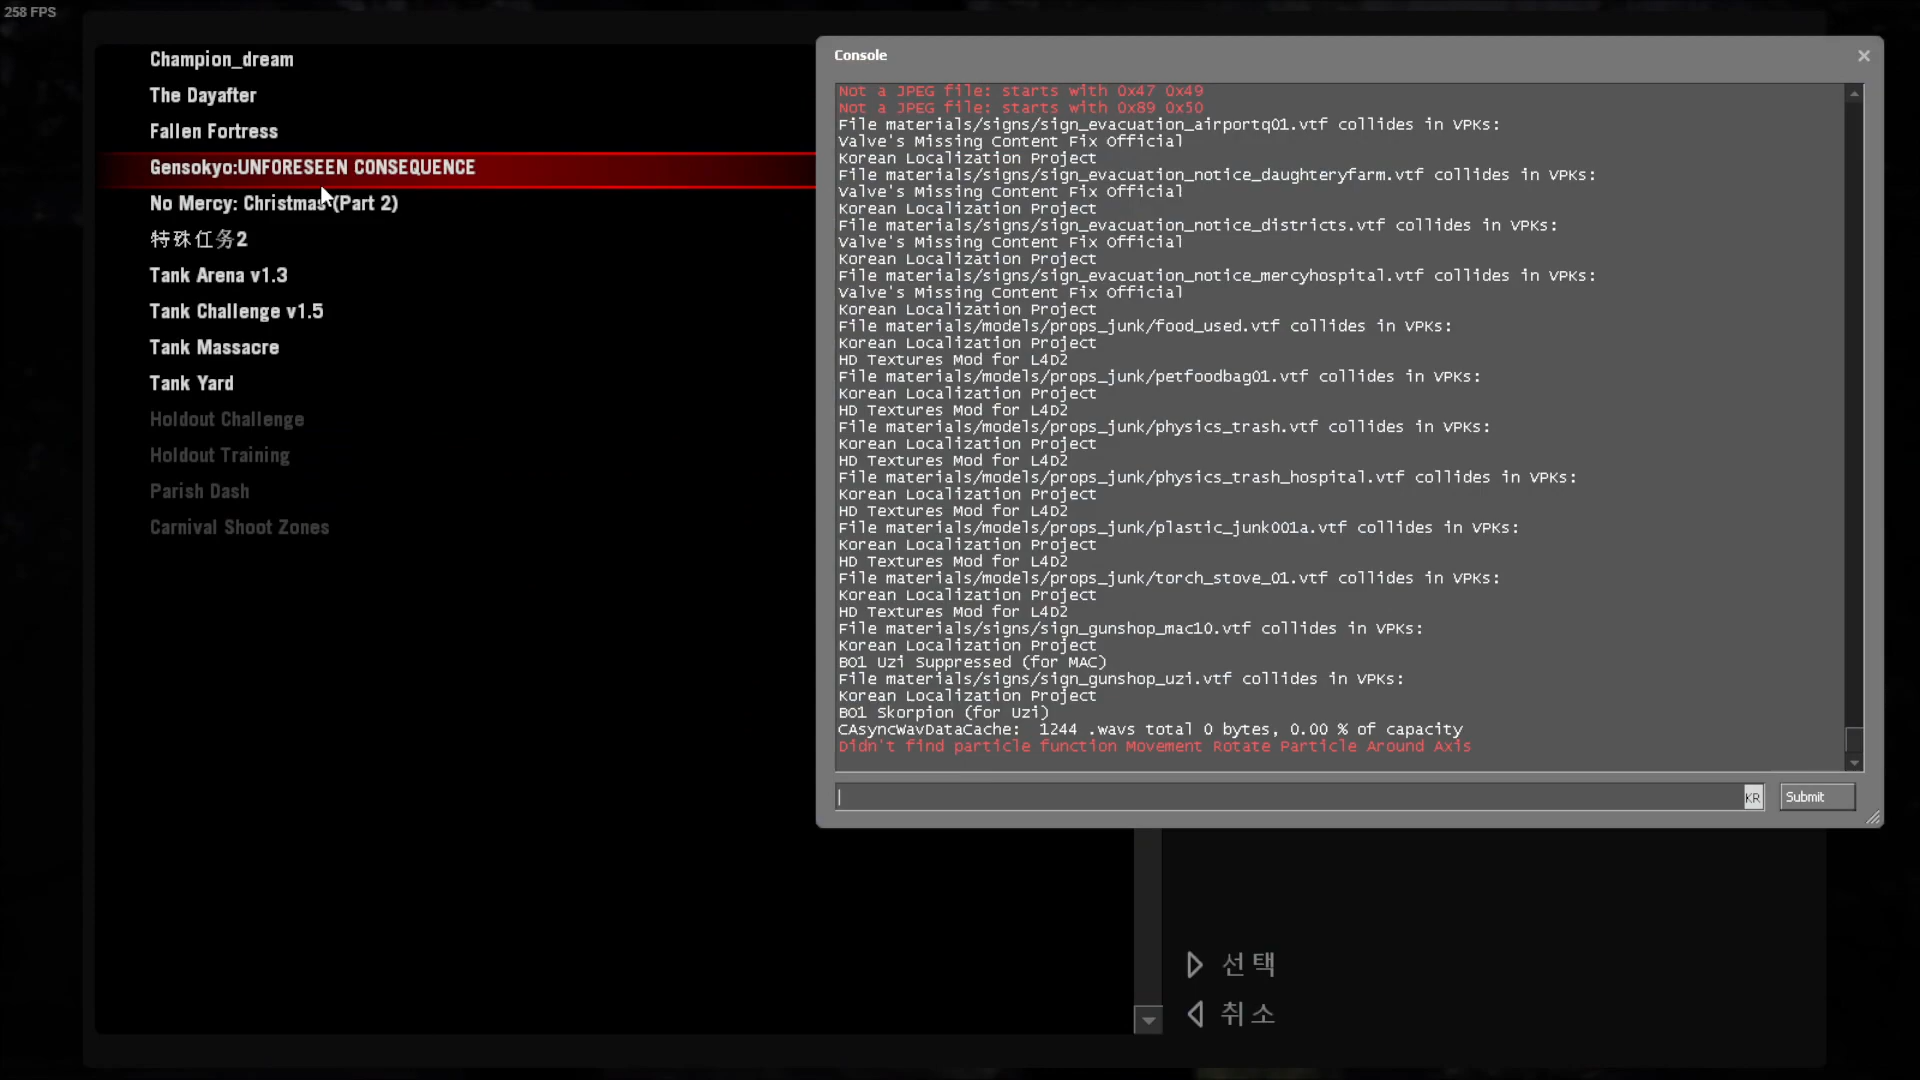 258 FPS
Champion_dream
The Dayafter
Fallen Fortress
Gensokyo:UNFORESEEN CONSEQUENCE
No Mercy: Christmas (Part 2)
特殊任务2
Tank Arena v1.3
Tank Challenge v1.5
Tank Massacre
Tank Yard
Holdout Challenge
Holdout Training
Parish Dash
Carnival Shoot Zones
Console
Not a JPEG file: starts with 0x47 0x49
Not a JPEG file: starts with 0x89 0x50
File materials/signs/sign_evacuation_airportq01.vtf collides in VPKs:
Valve's Missing Content Fix Official
Korean Localization Project
File materials/signs/sign_evacuation_notice_daughteryfarm.vtf collides in VPKs:
Valve's Missing Content Fix Official
Korean Localization Project
File materials/signs/sign_evacuation_notice_districts.vtf collides in VPKs:
Valve's Missing Content Fix Official
Korean Localization Project
File materials/signs/sign_evacuation_notice_mercyhospital.vtf collides in VPKs:
Valve's Missing Content Fix Official
Korean Localization Project
File materials/models/props_junk/food_used.vtf collides in VPKs:
Korean Localization Project
HD Textures Mod for L4D2
File materials/models/props_junk/petfoodbag01.vtf collides in VPKs:
Korean Localization Project
HD Textures Mod for L4D2
File materials/models/props_junk/physics_trash.vtf collides in VPKs:
Korean Localization Project
HD Textures Mod for L4D2
File materials/models/props_junk/physics_trash_hospital.vtf collides in VPKs:
Korean Localization Project
HD Textures Mod for L4D2
File materials/models/props_junk/plastic_junk001a.vtf collides in VPKs:
Korean Localization Project
HD Textures Mod for L4D2
File materials/models/props_junk/torch_stove_01.vtf collides in VPKs:
Korean Localization Project
HD Textures Mod for L4D2
File materials/signs/sign_gunshop_mac10.vtf collides in VPKs:
Korean Localization Project
BO1 Uzi Suppressed (for MAC)
File materials/signs/sign_gunshop_uzi.vtf collides in VPKs:
Korean Localization Project
BO1 Skorpion (for Uzi)
CAsyncWavDataCache:  1244 .wavs total 0 bytes, 0.00 % of capacity
Didn't find particle function Movement Rotate Particle Around Axis
KR
Submit
선택
취소